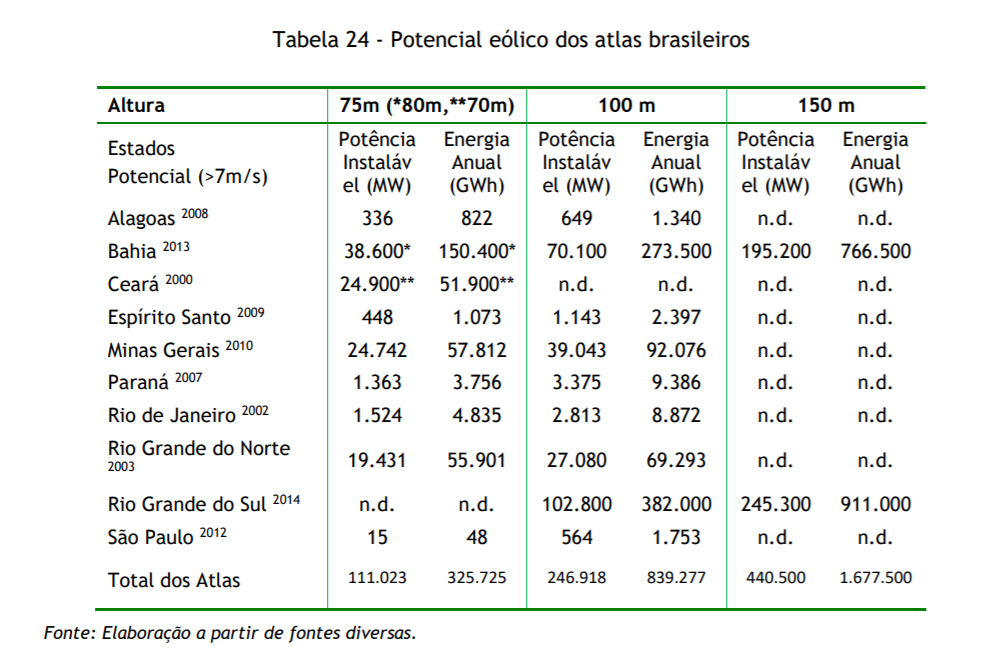 Tabela 24 - Potencial eólico dos atlas brasileiros
Altura 75m (*80m,**70m) 100 m 150 m
Estados
Potencial (>7m/s)
Potência
Instaláv
el (MW)
Energia
Anual
(GWh)
Potência
Instaláv
el (MW)
Energia
Anual
(GWh)
Potência
Instaláv
el (MW)
Energia
Anual
(GWh)
Alagoas 2008 336 822 649 1.340 n.d. n.d.
Bahia 2013 38.600* 150.400* 70.100 273.500 195.200 766.500
Ceará 2000 24.900** 51.900** n.d. n.d. n.d. n.d.
Espírito Santo 2009 448 1.073 1.143 2.397 n.d. n.d.
Minas Gerais 2010 24.742 57.812 39.043 92.076 n.d. n.d.
Paraná 2007 1.363 3.756 3.375 9.386 n.d. n.d.
Rio de Janeiro 2002 1.524 4.835 2.813 8.872 n.d. n.d.
Rio Grande do Norte
2003 19.431 55.901 27.080 69.293 n.d. n.d.
Rio Grande do Sul 2014 n.d. n.d. 102.800 382.000 245.300 911.000
São Paulo 2012 15 48 564 1.753 n.d. n.d.
Total dos Atlas 111.023 325.725 246.918 839.277 440.500 1.677.500
Fonte: Elaboração a partir de fontes diversas.